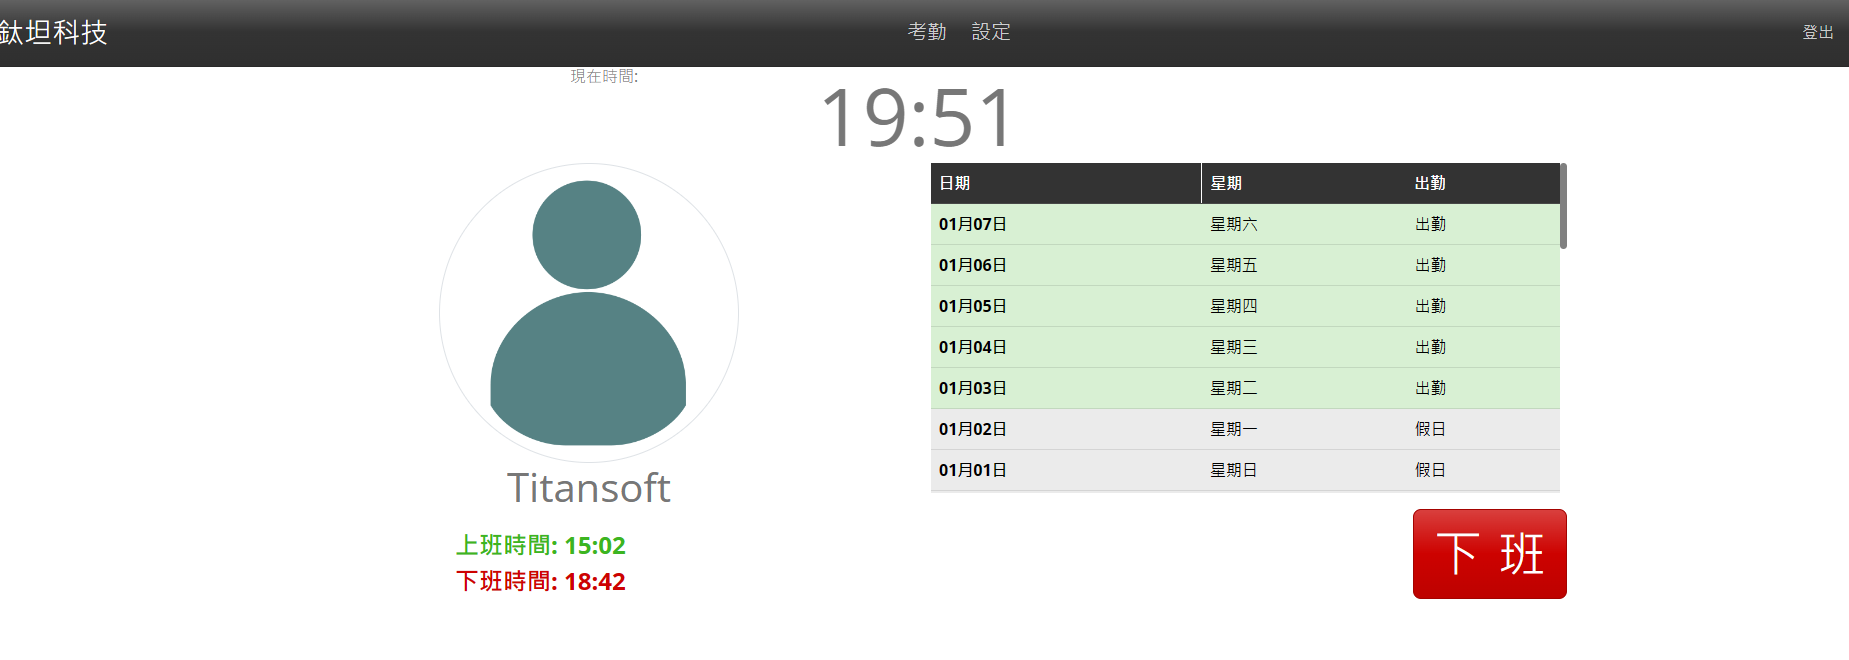 鈦坦科技 考勤 設定 登出
現在時間:
19:51
日期 星期 出勤
01月07日 星期六 出勤
01月06日 星期五 出勤
01月05日 星期四 出勤
01月04日 星期三 出勤
01月03日 星期二 出勤
01月02日 星期一 假日
01月01日 星期日 假日
Titansoft
上班時間: 15:02
下班時間: 18:42
下 班